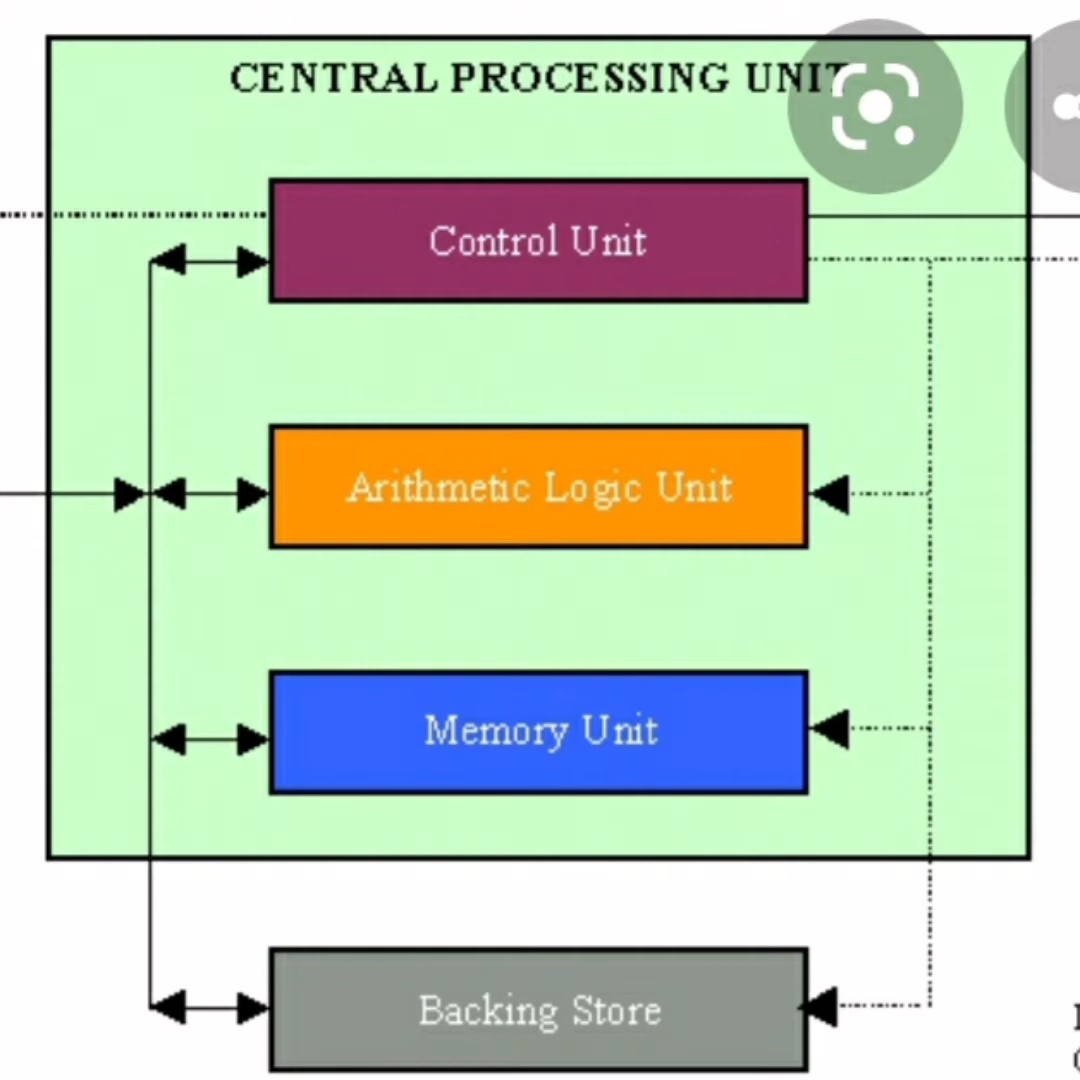 CENTRAL PROCESSING UNIT
Control Unit
Arithmetic Logic Unit
Memory Unit
Backing Store